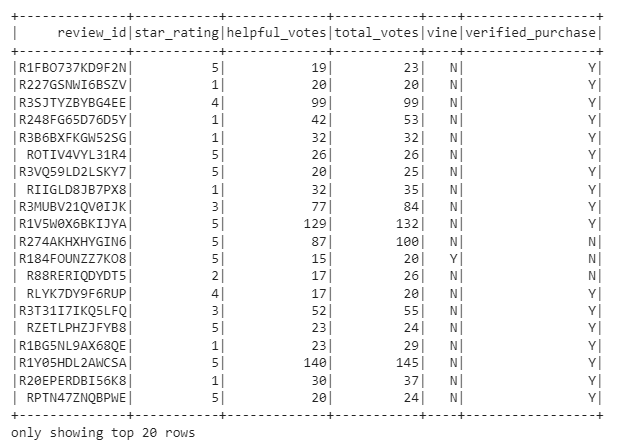 +--------------+-----------+-------------+-----------+----+-----------------+
|     review_id|star_rating|helpful_votes|total_votes|vine|verified_purchase|
+--------------+-----------+-------------+-----------+----+-----------------+
|R1FBO737KD9F2N|          5|           19|         23|   N|                Y|
|R227GSNWI6BSZV|          1|           20|         20|   N|                Y|
|R3SJTYZBYBG4EE|          4|           99|         99|   N|                Y|
|R248FG65D76D5Y|          1|           42|         53|   N|                Y|
|R3B6BXFKGW52SG|          1|           32|         32|   N|                Y|
| ROTIV4VYL31R4|          5|           26|         26|   N|                Y|
|R3VQ59LD2LSKY7|          5|           20|         25|   N|                Y|
| RIIGLD8JB7PX8|          1|           32|         35|   N|                Y|
|R3MUBV21QV0IJK|          3|           77|         84|   N|                Y|
|R1V5W0X6BKIJYA|          5|          129|        132|   N|                Y|
|R274AKHXHYGIN6|          5|           87|        100|   N|                N|
|R184FOUNZZ7KO8|          5|           15|         20|   Y|                N|
| R88RERIQDYDT5|          2|           17|         26|   N|                N|
| RLYK7DY9F6RUP|          4|           17|         20|   N|                Y|
|R3T31I7IKQ5LFQ|          3|           52|         55|   N|                Y|
| RZETLPHZJFYB8|          5|           23|         24|   N|                Y|
|R1BG5NL9AX68QE|          1|           23|         29|   N|                Y|
|R1Y05HDL2AWCSA|          5|          140|        145|   N|                Y|
|R20EPERDBI56K8|          1|           30|         37|   N|                Y|
| RPTN47ZNQBPWE|          5|           20|         24|   N|                Y|
+--------------+-----------+-------------+-----------+----+-----------------+
only showing top 20 rows